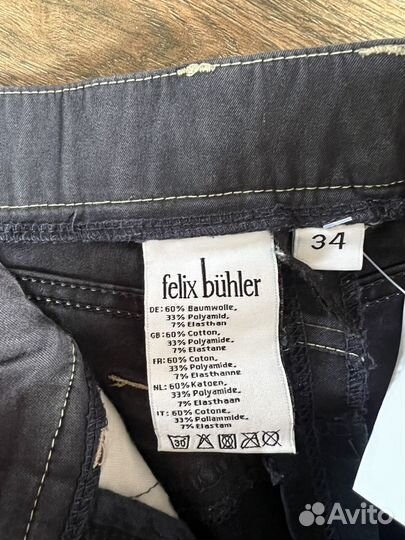 34
felix bühler
DE: 60% Baumwolle,
33% Polyamid,
7% Elasthan
GB: 60% Cotton,
33% Polyamide,
7% Elastane
FR: 60% Coton,
33% Polyamide,
7% Elasthanne
NL: 60% Katoen,
33% Polyamide,
7% Elasthaan
IT: 60% Cotone,
33% Poliammide,
7% Elastam
30
Avito